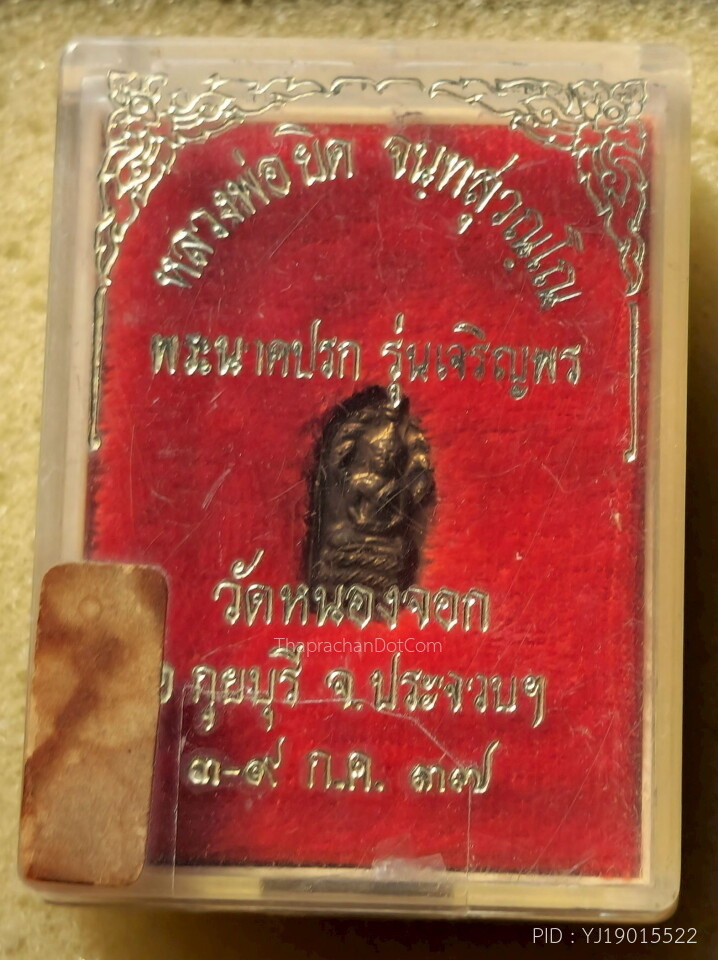 หลวงพ่อยิด จนฺทสุวณฺโณ
พระนาคปรก รุ่นเจริญพร
วัดหนองจอก
ThaprachanDotCom
กุยบุรี จ.ประจวบฯ
๓-๙ ก.ค. ๓๗
PID : YJ19015522